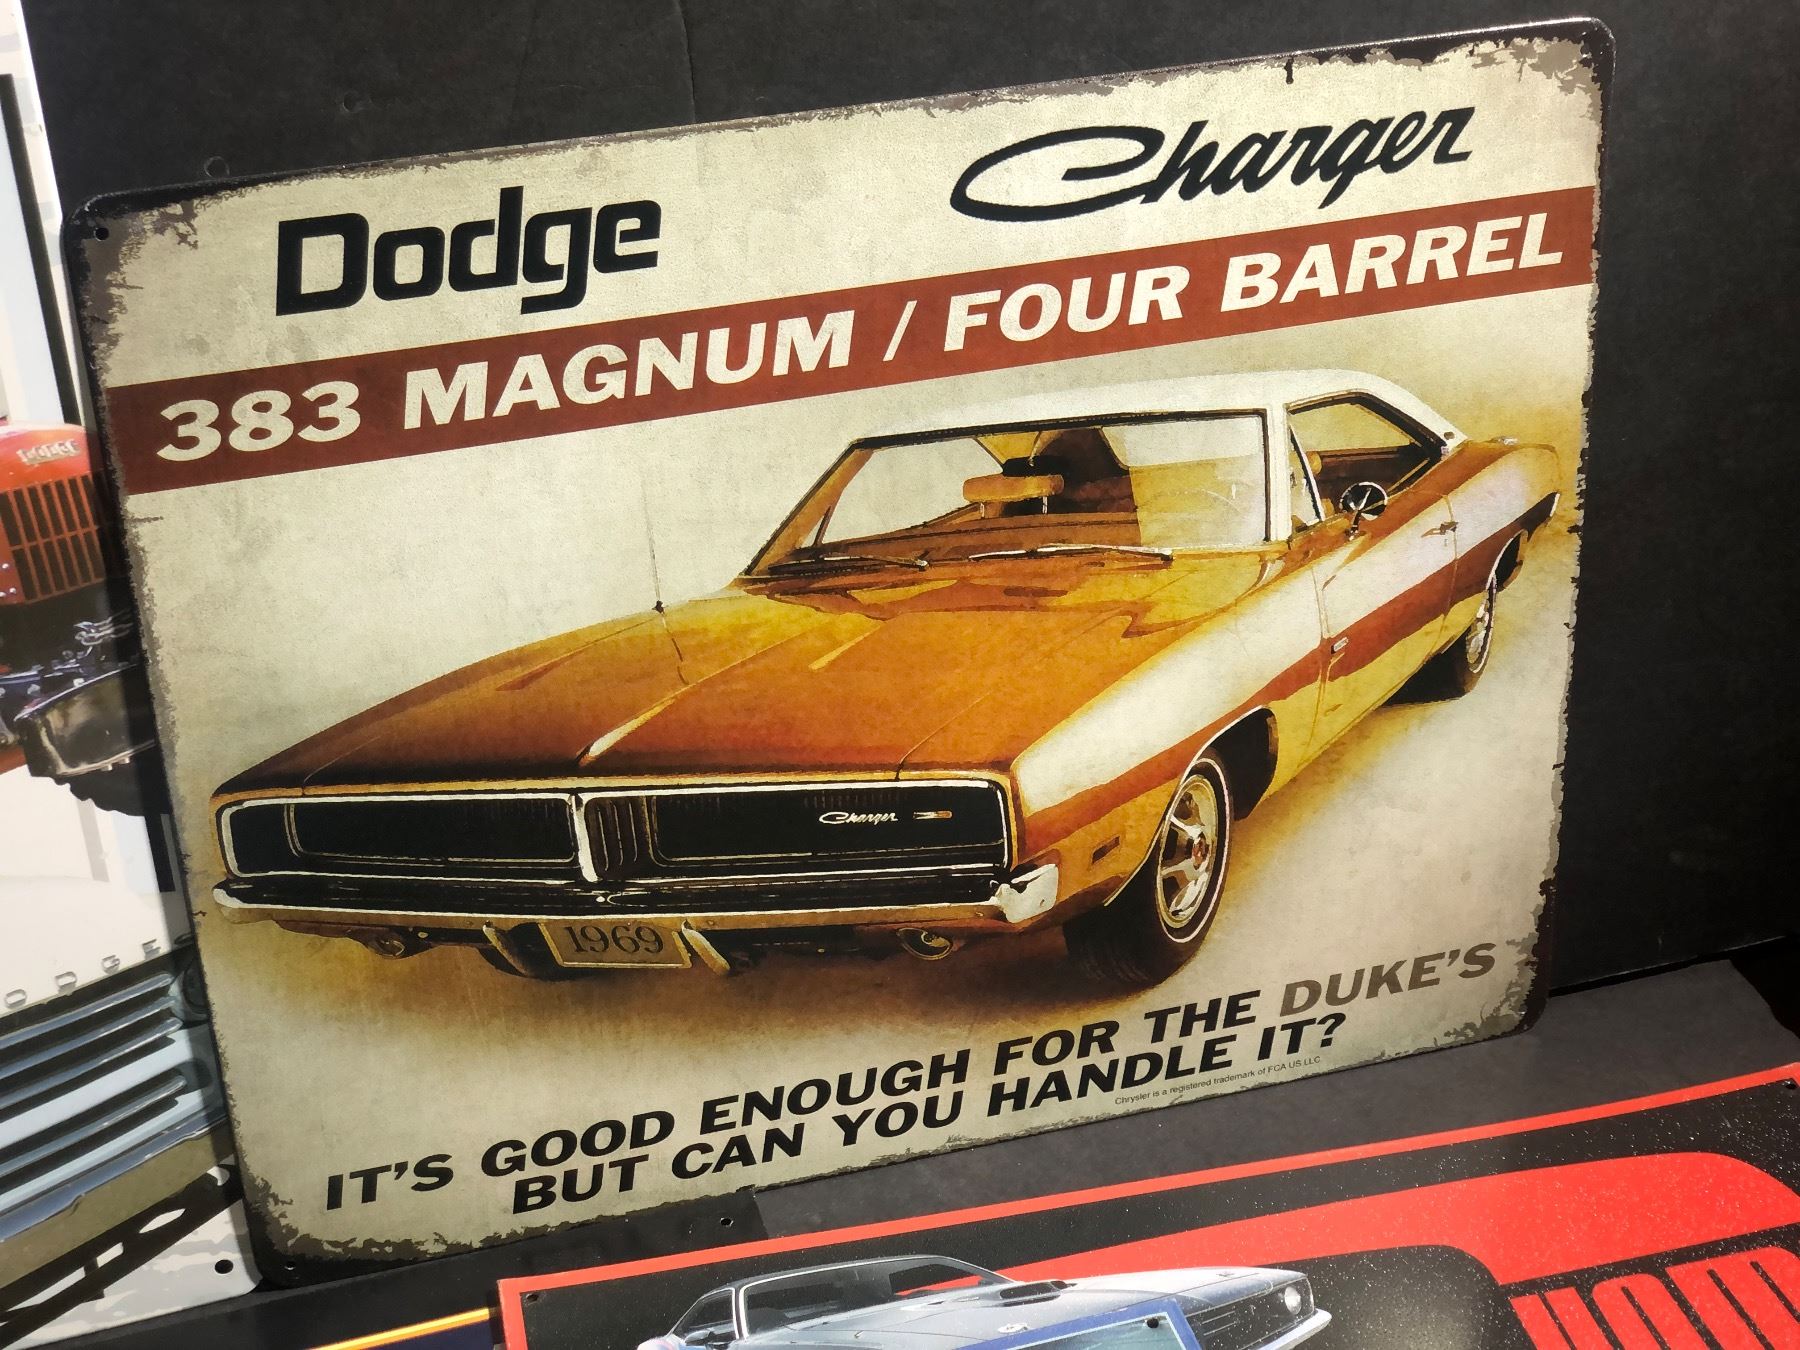 Dodge
Charger
383 MAGNUM / FOUR BARREL
Charger
1969
IT'S GOOD ENOUGH FOR THE DUKE'S
BUT CAN YOU HANDLE IT?
Chrysler is a registered trademark of FCA US LLC
DODGE